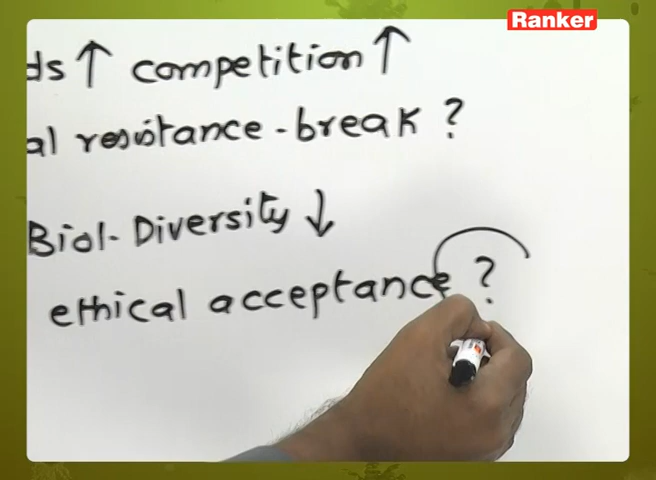 Ranker
ds ↑ competition ↑
al resistance - break ?
Biol - Diversity ↓
ethical acceptance ?